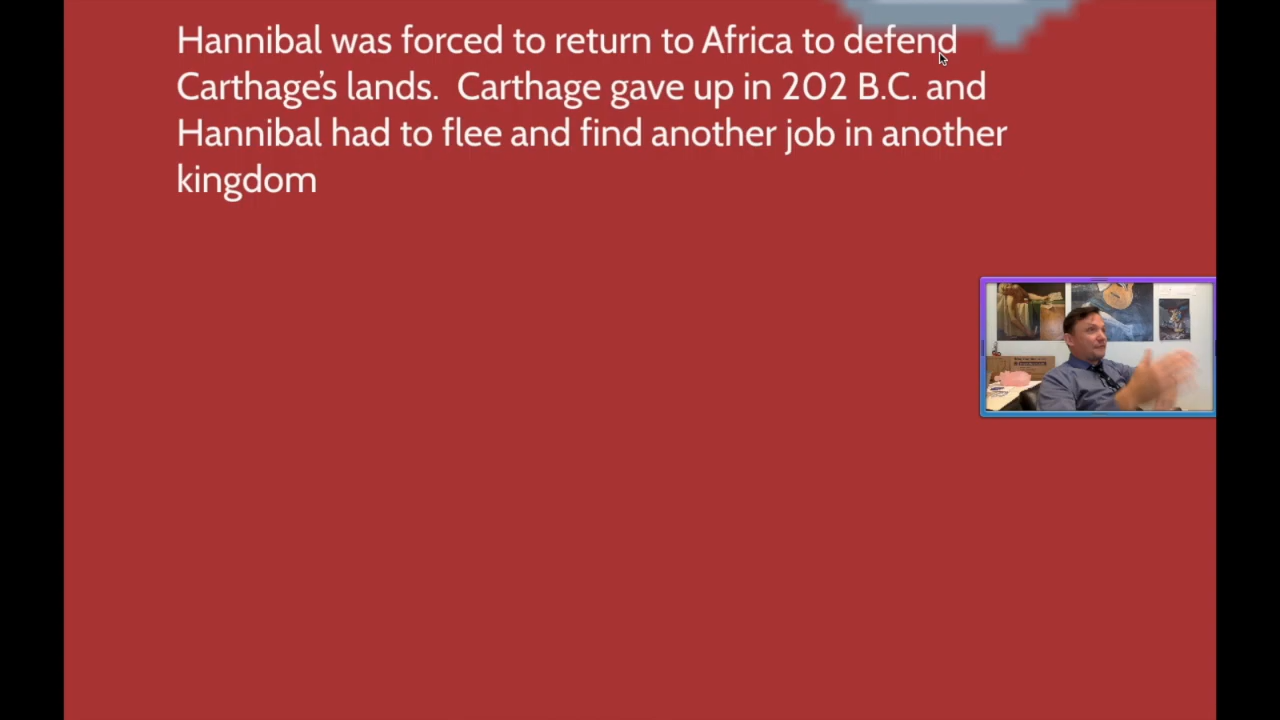 Hannibal was forced to return to Africa to defend
Carthage’s lands.  Carthage gave up in 202 B.C. and
Hannibal had to flee and find another job in another
kingdom